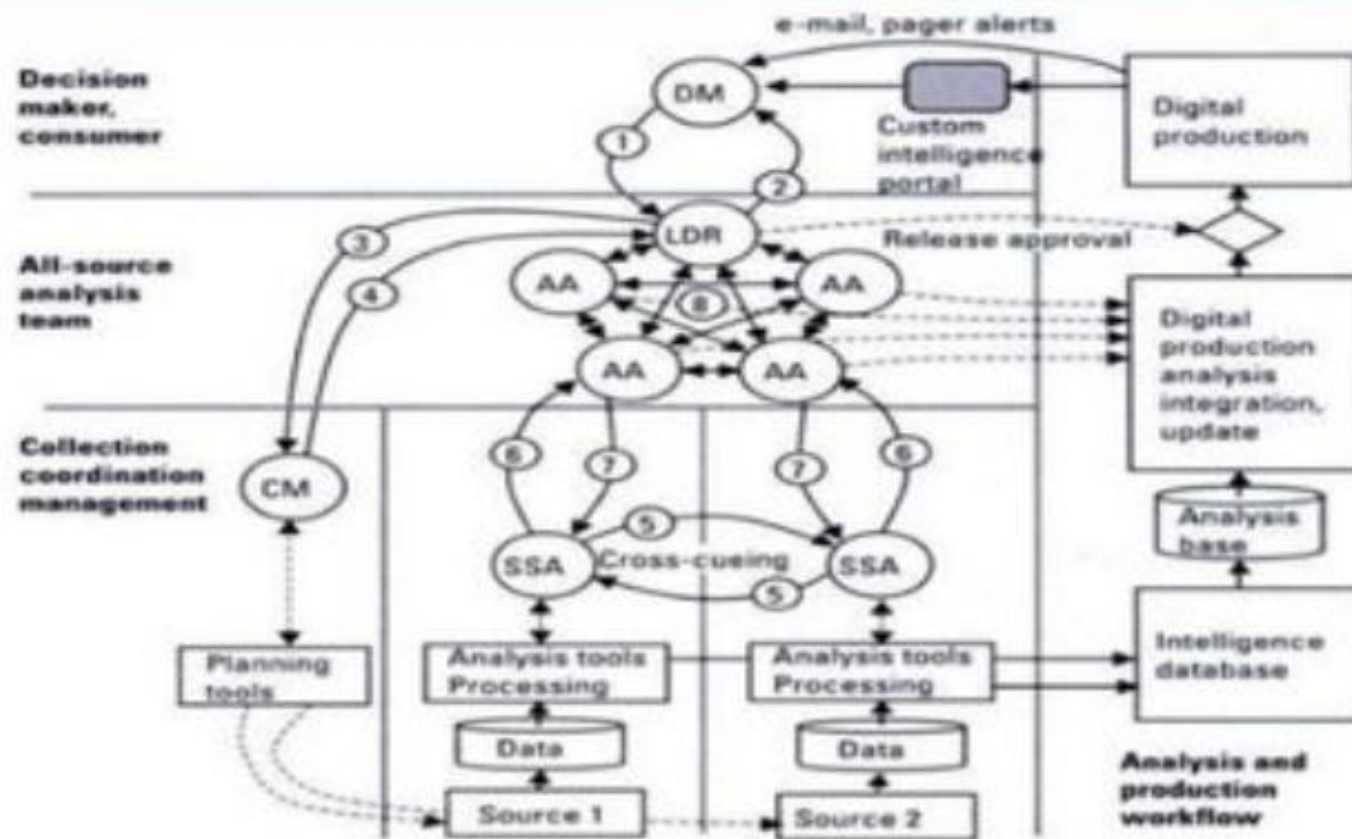 e-mail, pager alerts
Decision
maker,
consumer
DM
Digital
production
Custom
intelligence
portal
1
2
LDR
Release approval
3
4
All-source
analysis
team
AA
AA
8
AA
AA
Digital
production
analysis
integration,
update
Collection
coordination
management
CM
6
7
7
6
5
SSA
Cross-cueing
SSA
5
Analysis
base
Planning
tools
Analysis tools
Processing
Analysis tools
Processing
Intelligence
database
Data
Data
Source 1
Source 2
Analysis and
production
workflow